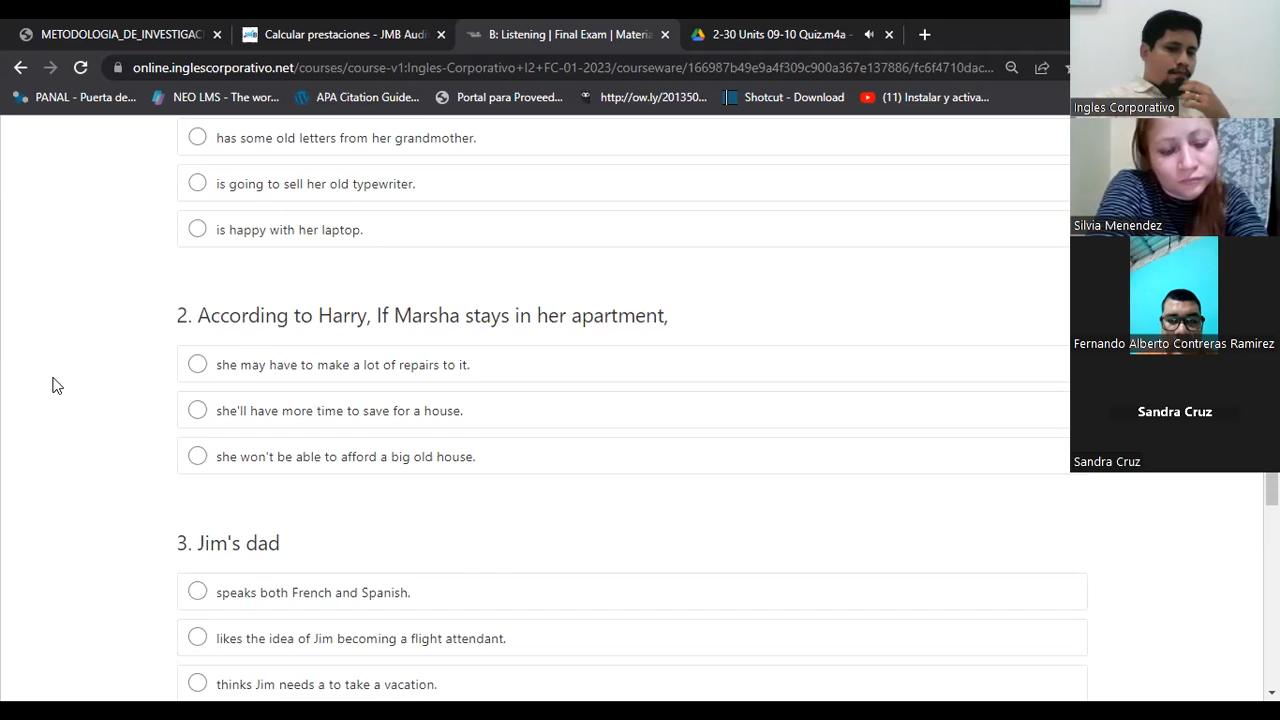 METODOLOGIA_DE_INVESTIGAC
Calcular prestaciones - JMB Audi
B: Listening | Final Exam | Materia
2-30 Units 09-10 Quiz.m4a -
online.inglescorporativo.net/courses/course-v1:Ingles-Corporativo+I2+FC-01-2023/courseware/166987b49e9a4f309c900a367e137886/fc6f4710dac...
PANAL - Puerta de...
NEO LMS - The wor...
APA Citation Guide...
Portal para Proveed...
http://ow.ly/201350...
Shotcut - Download
(11) Instalar y activa...
Ingles Corporativo
Silvia Menendez
Fernando Alberto Contreras Ramirez
Sandra Cruz
Sandra Cruz
has some old letters from her grandmother.
is going to sell her old typewriter.
is happy with her laptop.
2. According to Harry, If Marsha stays in her apartment,
she may have to make a lot of repairs to it.
she'll have more time to save for a house.
she won't be able to afford a big old house.
3. Jim's dad
speaks both French and Spanish.
likes the idea of Jim becoming a flight attendant.
thinks Jim needs a to take a vacation.